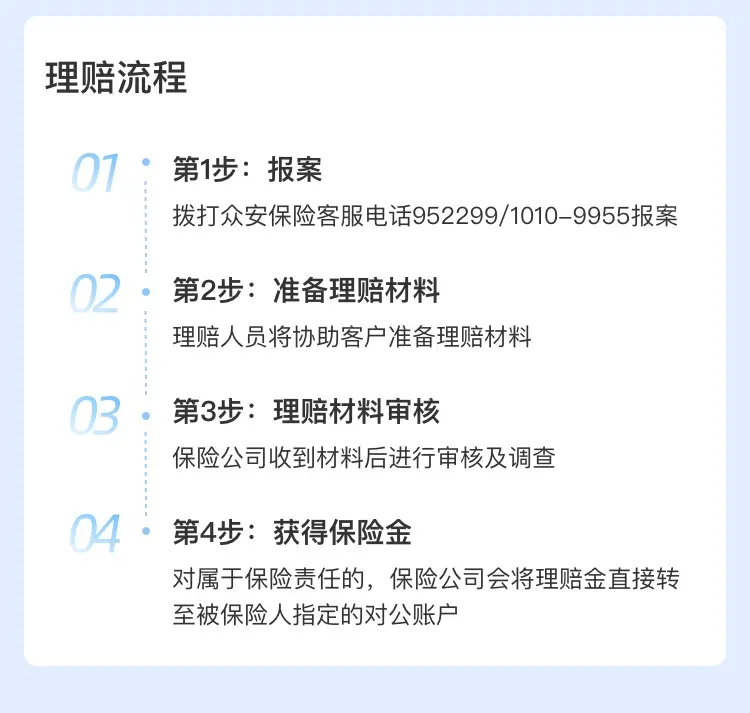 理赔流程
01
第1步：报案
拨打众安保险客服电话952299/1010-9955报案
02
第2步：准备理赔材料
理赔人员将协助客户准备理赔材料
03
第3步：理赔材料审核
保险公司收到材料后进行审核及调查
04
第4步：获得保险金
对属于保险责任的，保险公司会将理赔金直接转
至被保险人指定的对公账户